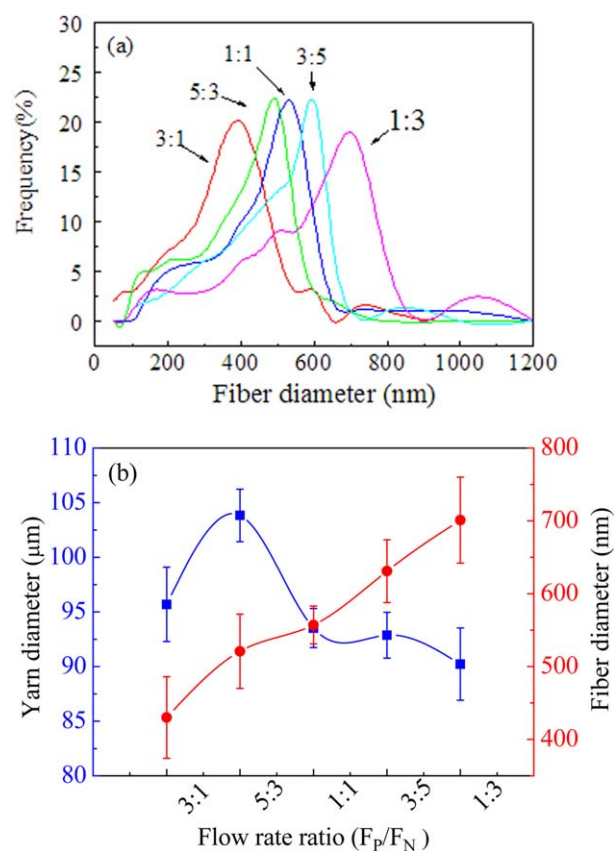 (a)
30
25
20
15
10
5
0
Frequency(%)
3:1
5:3
1:1
3:5
1:3
0 200 400 600 800 1000 1200
Fiber diameter (nm)
(b)
110
105
100
95
90
85
80
Yarn diameter (μm)
800
700
600
500
400
Fiber diameter (nm)
3:1 5:3 1:1 3:5 1:3
Flow rate ratio (FP/FN )